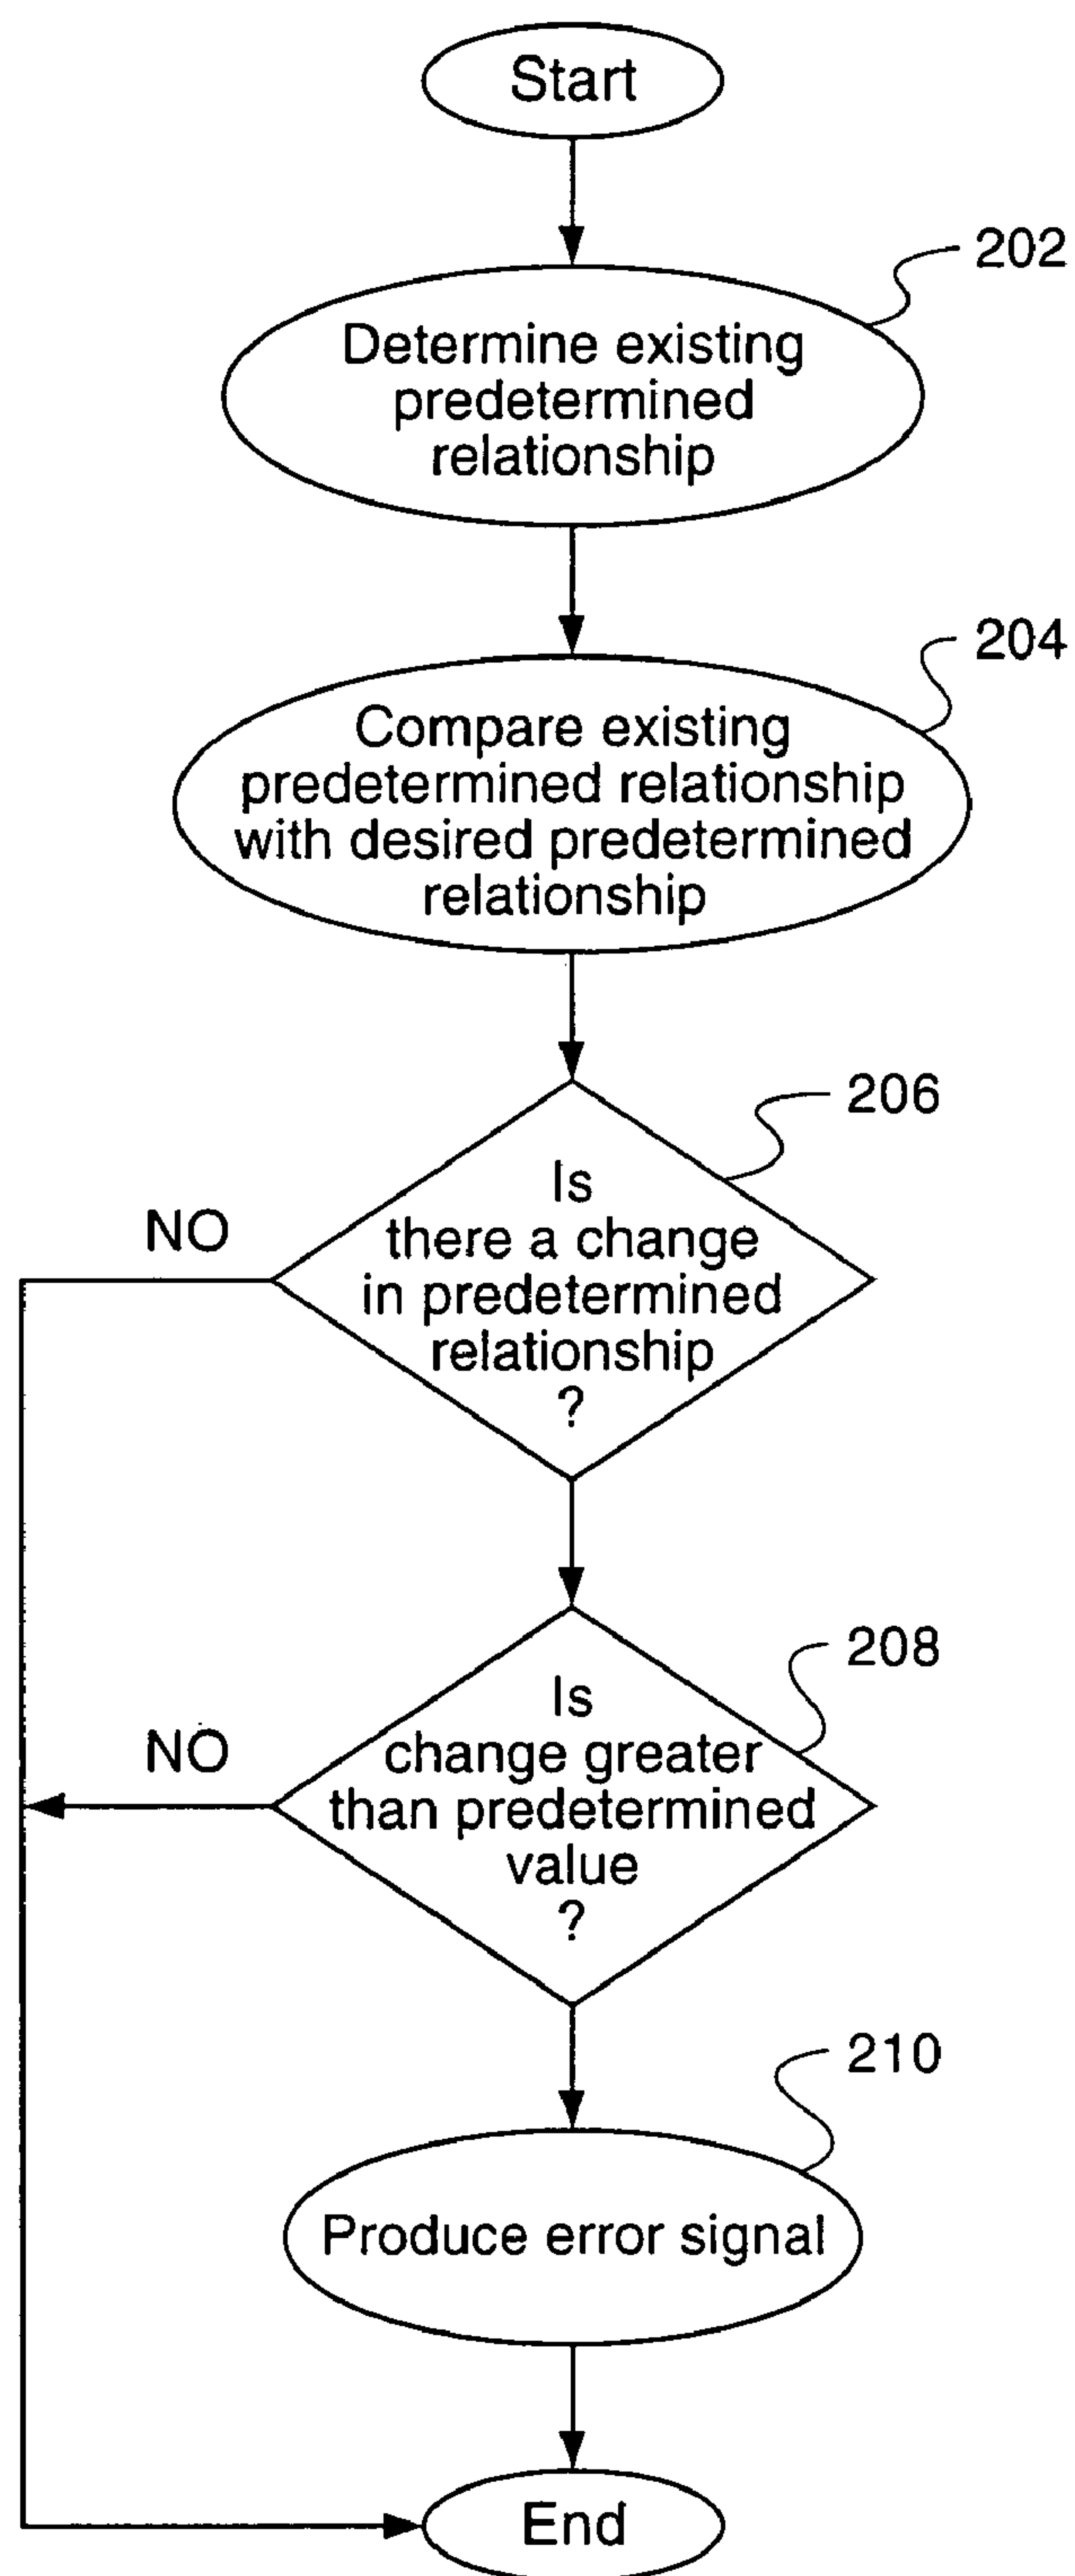 Start
202
Determine existing
predetermined
relationship
204
Compare existing
predetermined relationship
with desired predetermined
relationship
206
Is
there a change
in predetermined
relationship
?
NO
208
Is
change greater
than predetermined
value
?
NO
210
Produce error signal
End